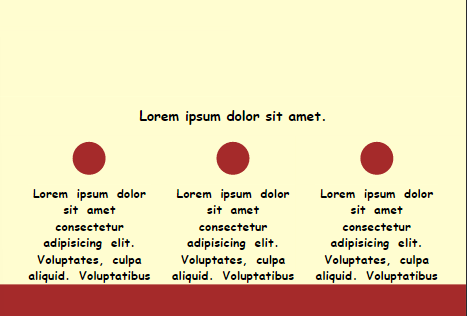 Lorem ipsum dolor sit amet.
Lorem ipsum dolor
sit amet
consectetur
adipisicing elit.
Voluptates, culpa
aliquid. Voluptatibus
Lorem ipsum dolor
sit amet
consectetur
adipisicing elit.
Voluptates, culpa
aliquid. Voluptatibus
Lorem ipsum dolor
sit amet
consectetur
adipisicing elit.
Voluptates, culpa
aliquid. Voluptatibus